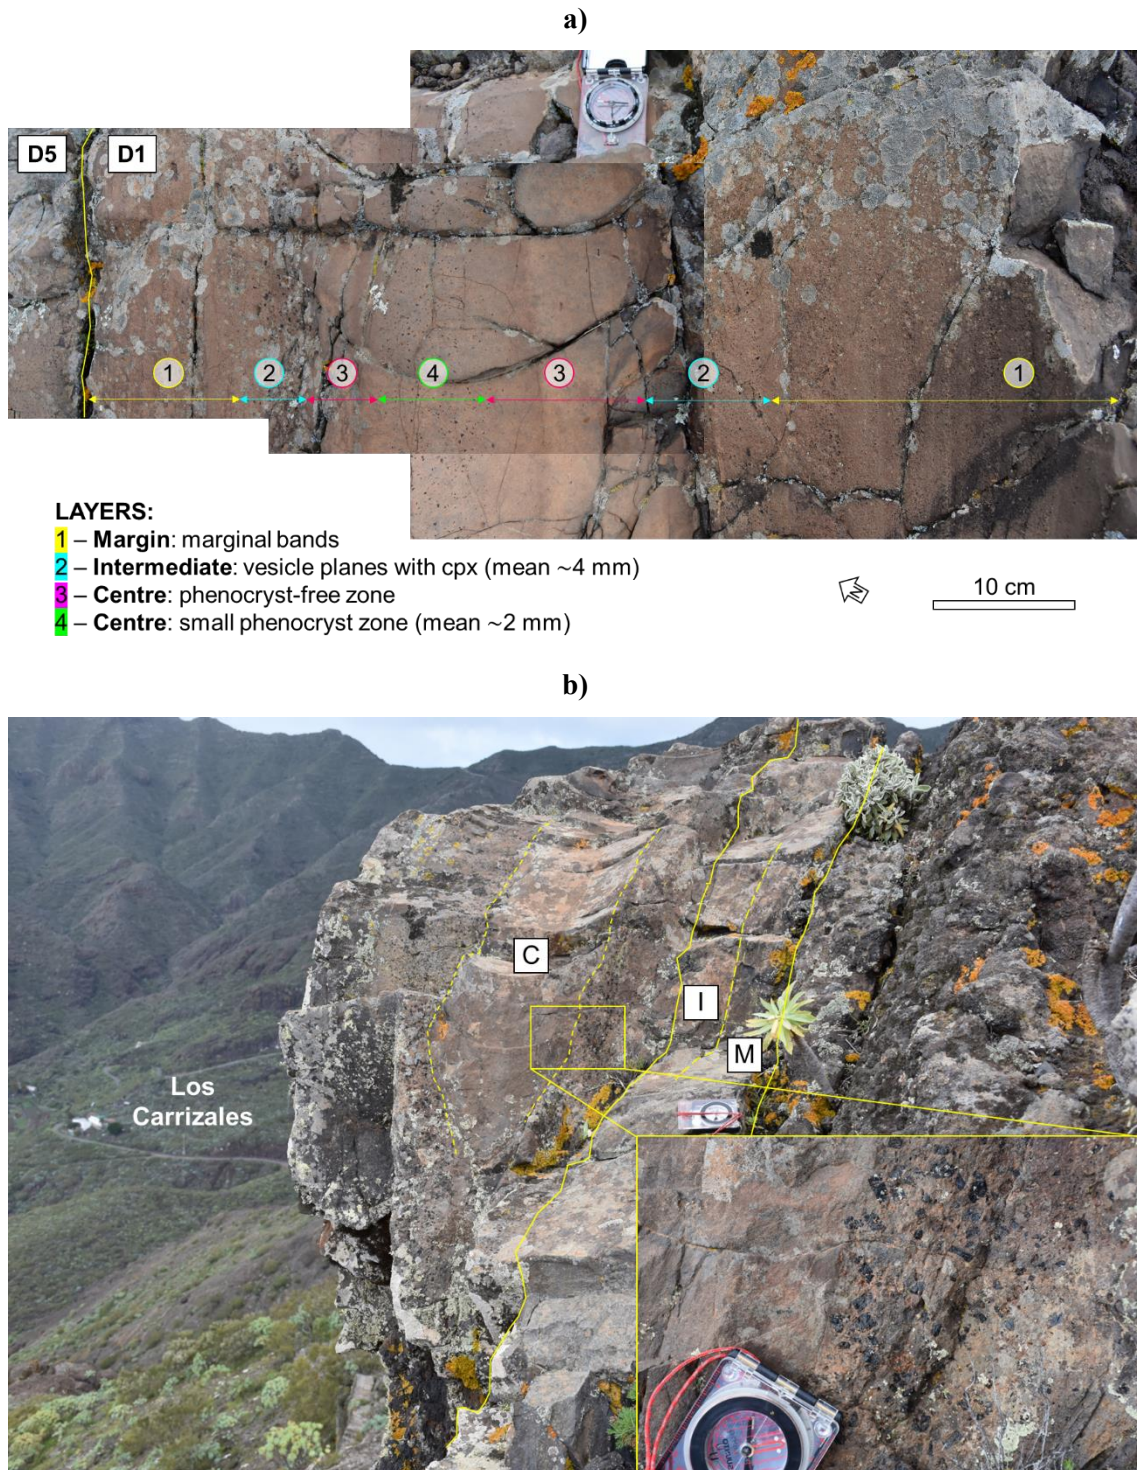 a)
D5
D1
1
2
3
4
3
2
1
LAYERS:
1 – Margin: marginal bands
2 – Intermediate: vesicle planes with cpx (mean ~4 mm)
3 – Centre: phenocryst-free zone
4 – Centre: small phenocryst zone (mean ~2 mm)
N
10 cm
b)
C
I
M
Los
Carrizales